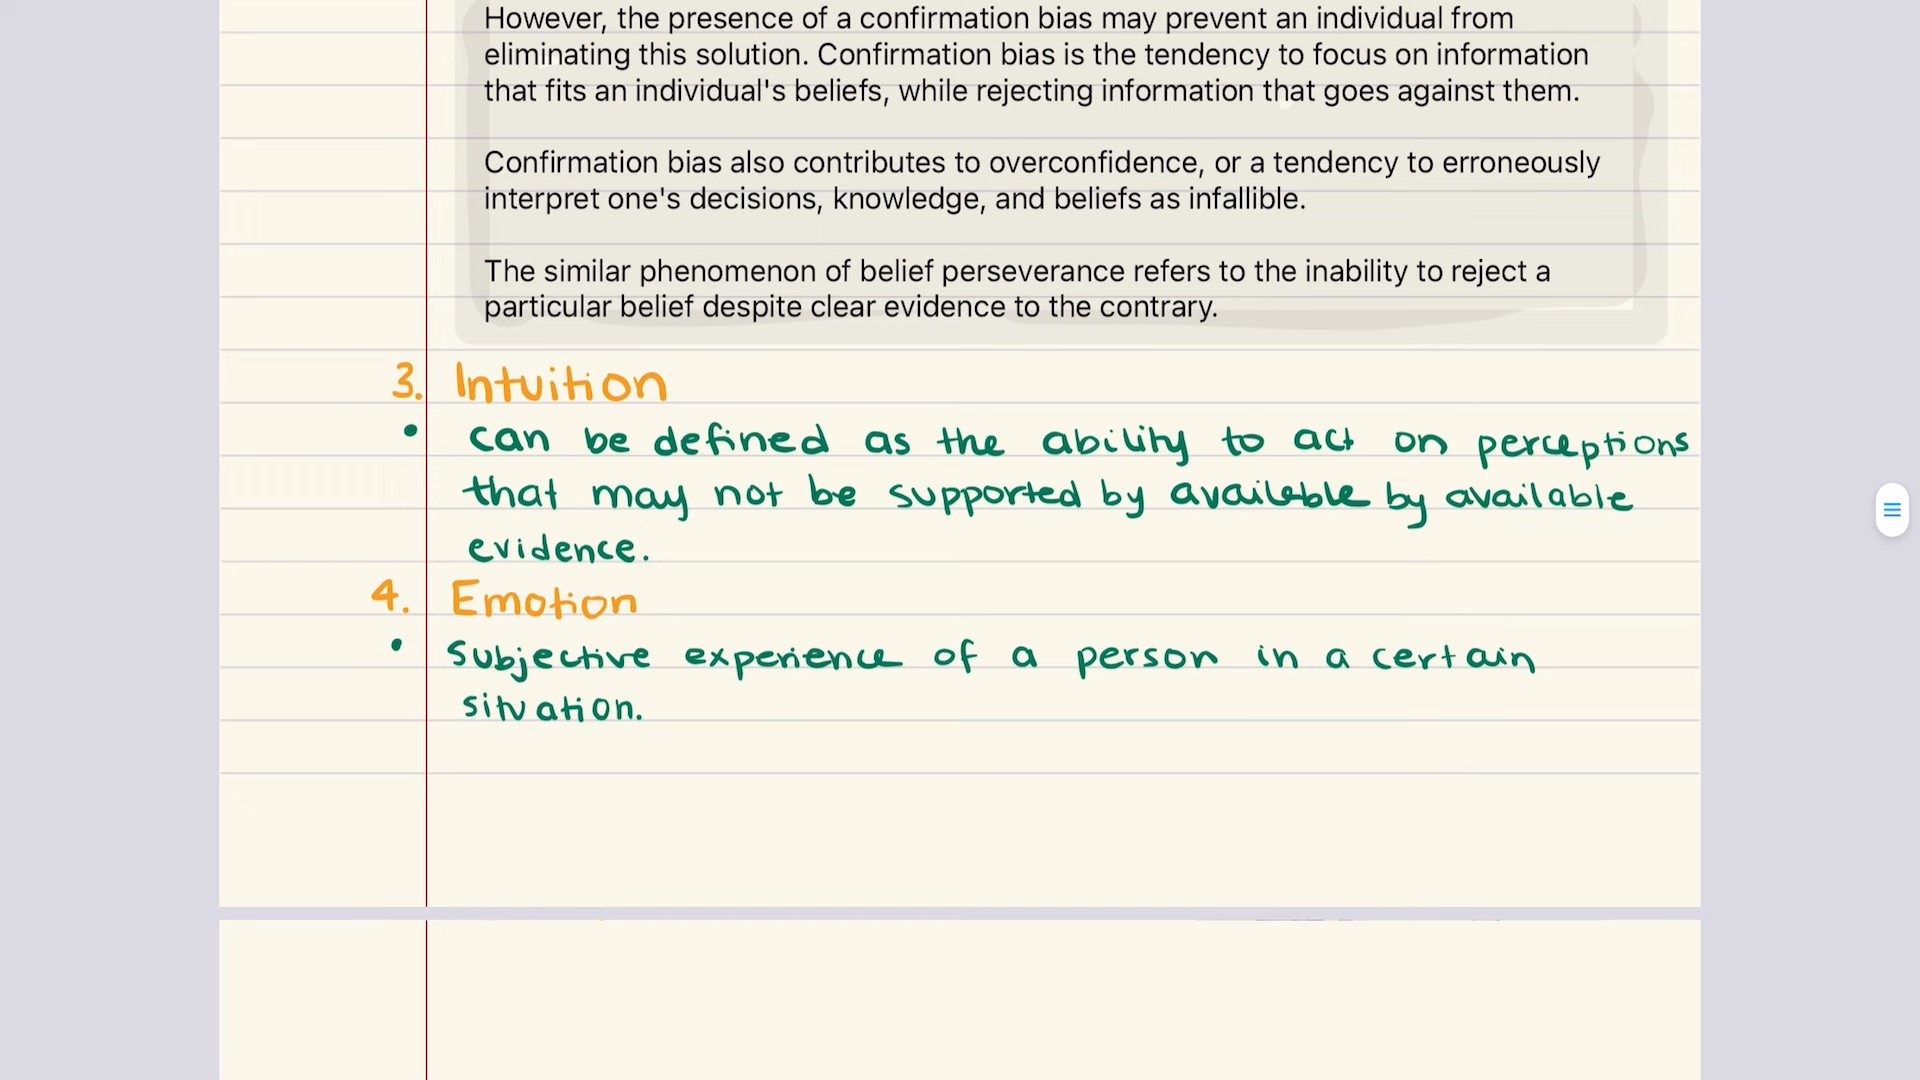 However, the presence of a confirmation bias may prevent an individual from
eliminating this solution. Confirmation bias is the tendency to focus on information
that fits an individual's beliefs, while rejecting information that goes against them.
Confirmation bias also contributes to overconfidence, or a tendency to erroneously
interpret one's decisions, knowledge, and beliefs as infallible.
The similar phenomenon of belief perseverance refers to the inability to reject a
particular belief despite clear evidence to the contrary.
3. Intuition
• can be defined as the ability to act on perceptions
that may not be supported by available by available
evidence.
4. Emotion
• subjective experience of a person in a certain
situation.